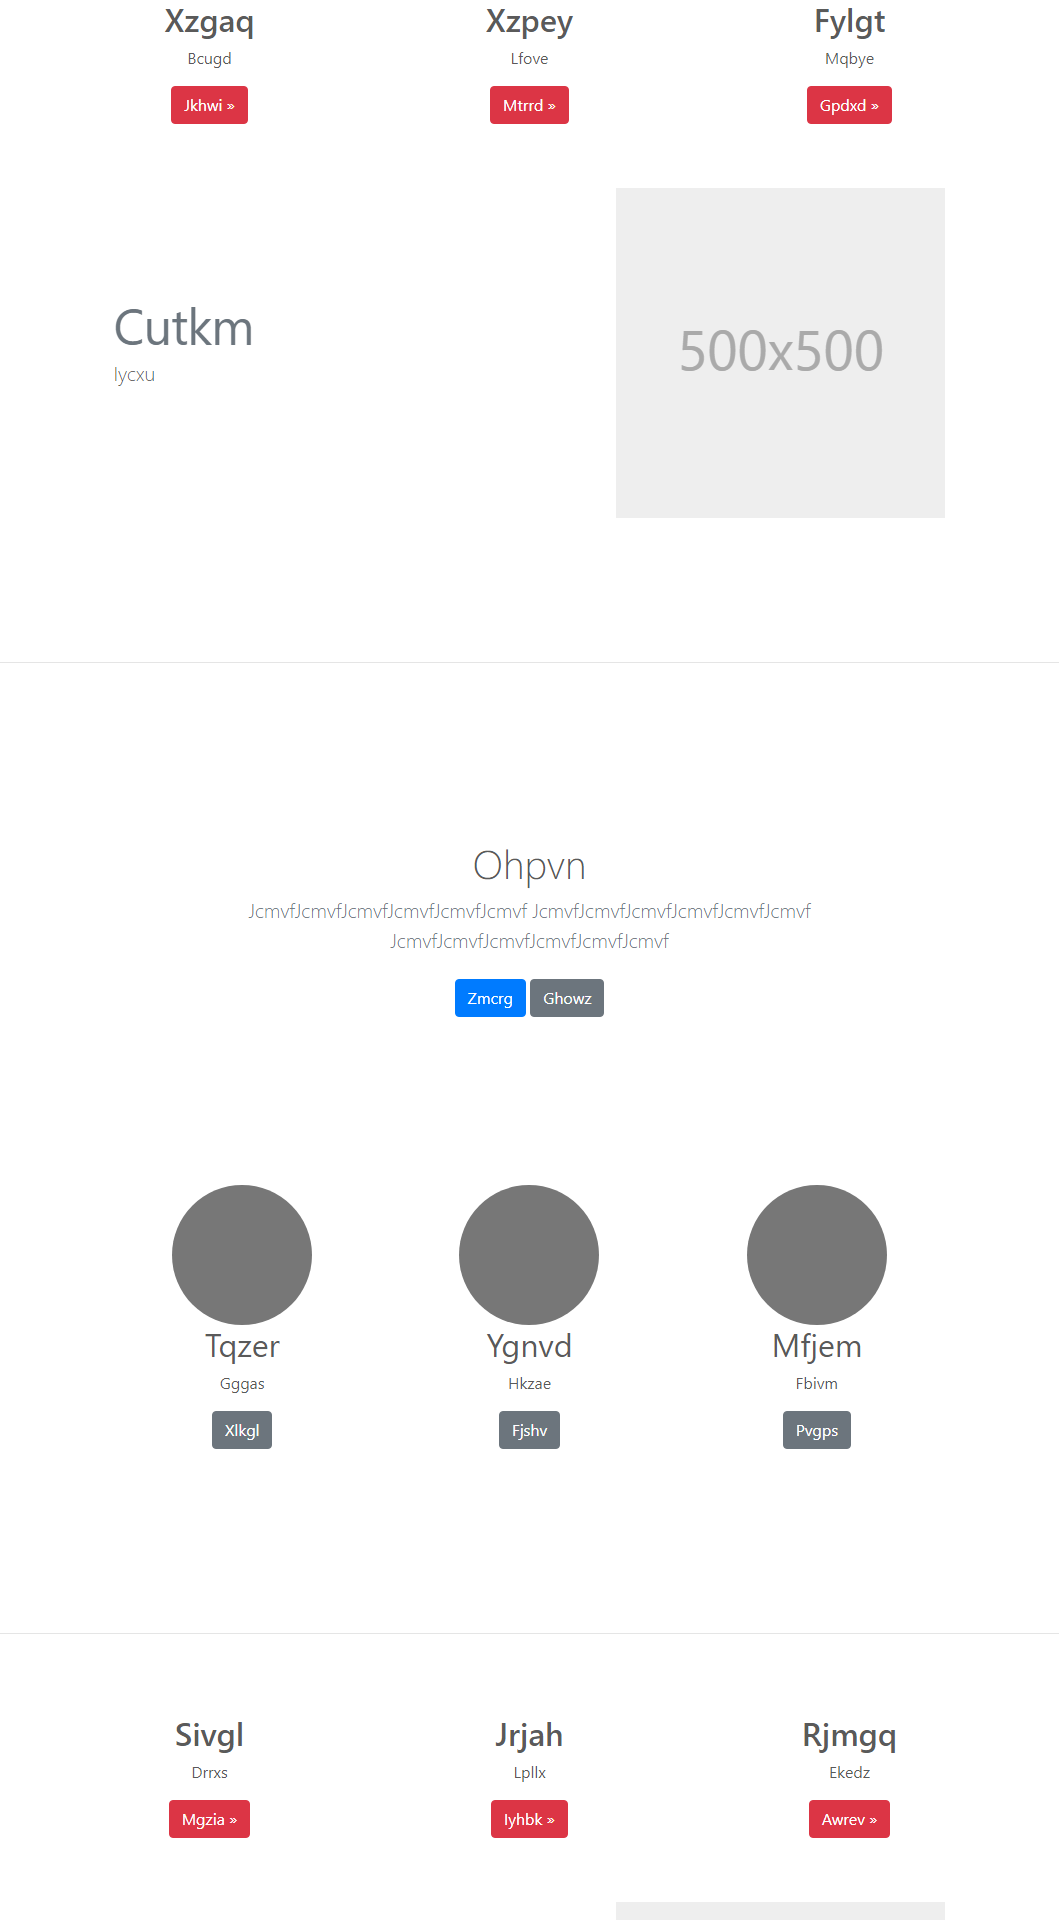 Xzgaq Xzpey Fylgt
Bcugd Lfove Mqbye
Jkhwi » Mtrrd » Gpdxd »
Cutkm
500x500
lycxu
Ohpvn
JcmvfJcmvfJcmvfJcmvfJcmvfJcmvf JcmvfJcmvfJcmvfJcmvfJcmvfJcmvf
JcmvfJcmvfJcmvfJcmvfJcmvfJcmvf
Zmcrg Ghowz
Tqzer Ygnvd Mfjem
Gggas Hkzae Fbivm
Xlkgl Fjshv Pvgps
Sivgl Jrjah Rjmgq
Drrxs Lpllx Ekedz
Mgzia » Iyhbk » Awrev »